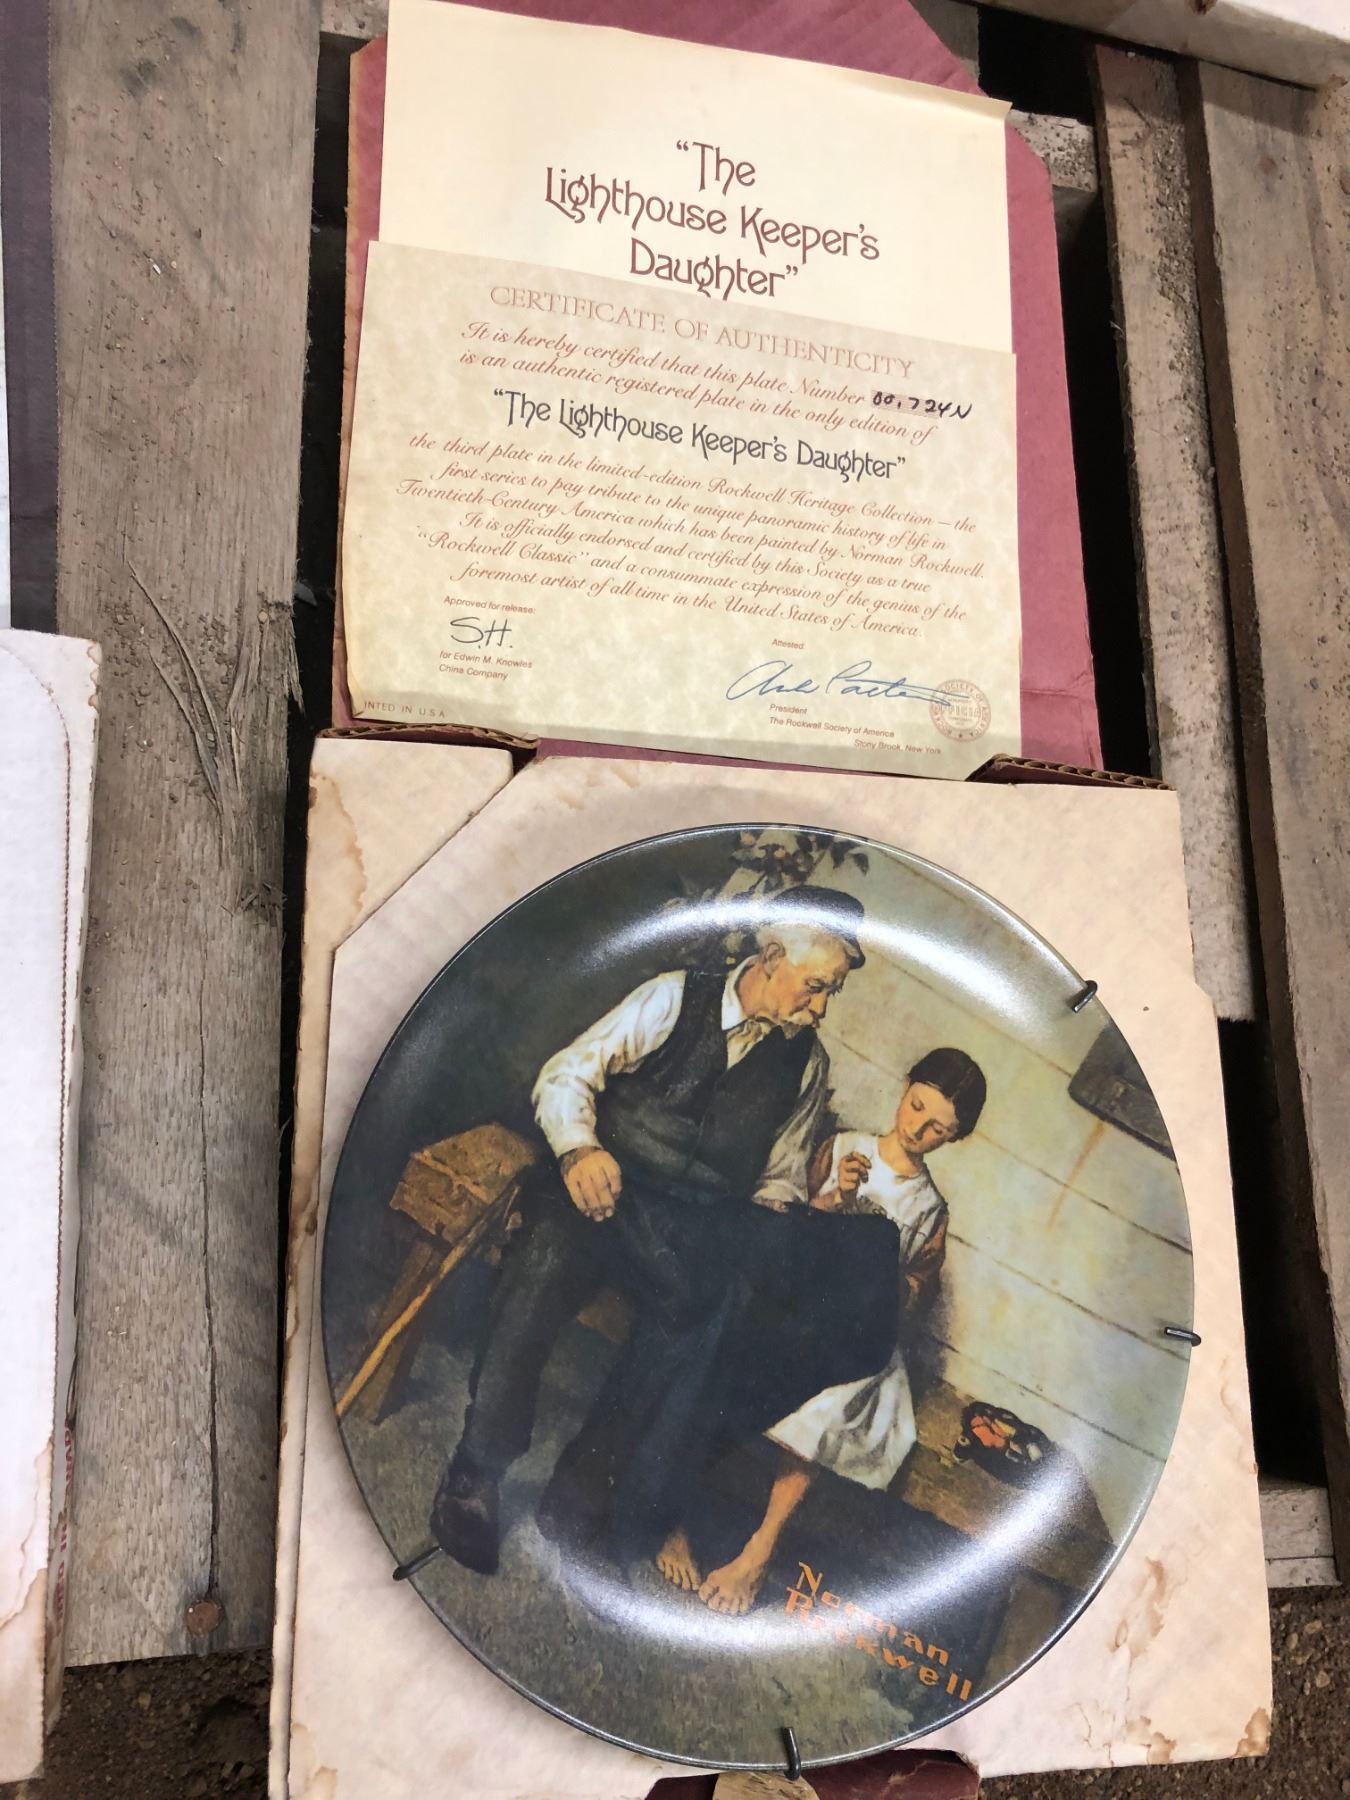 “The
Lighthouse Keeper's
Daughter”
CERTIFICATE OF AUTHENTICITY
It is hereby certified that this plate Number 80,724N
is an authentic registered plate in the only edition of
“The Lighthouse Keeper's Daughter”
the third plate in the limited-edition Rockwell Heritage Collection – the
first series to pay tribute to the unique panoramic history of life in
Twentieth-Century America which has been painted by Norman Rockwell.
It is officially endorsed and certified by this Society as a true
“Rockwell Classic” and a consummate expression of the genius of the
foremost artist of all time in the United States of America.
Approved for release:
SH.
for Edwin M. Knowles
China Company
Attested:
President
The Rockwell Society of America
Stony Brook, New York
INTED IN U.S.A.
Norman
Rockwell